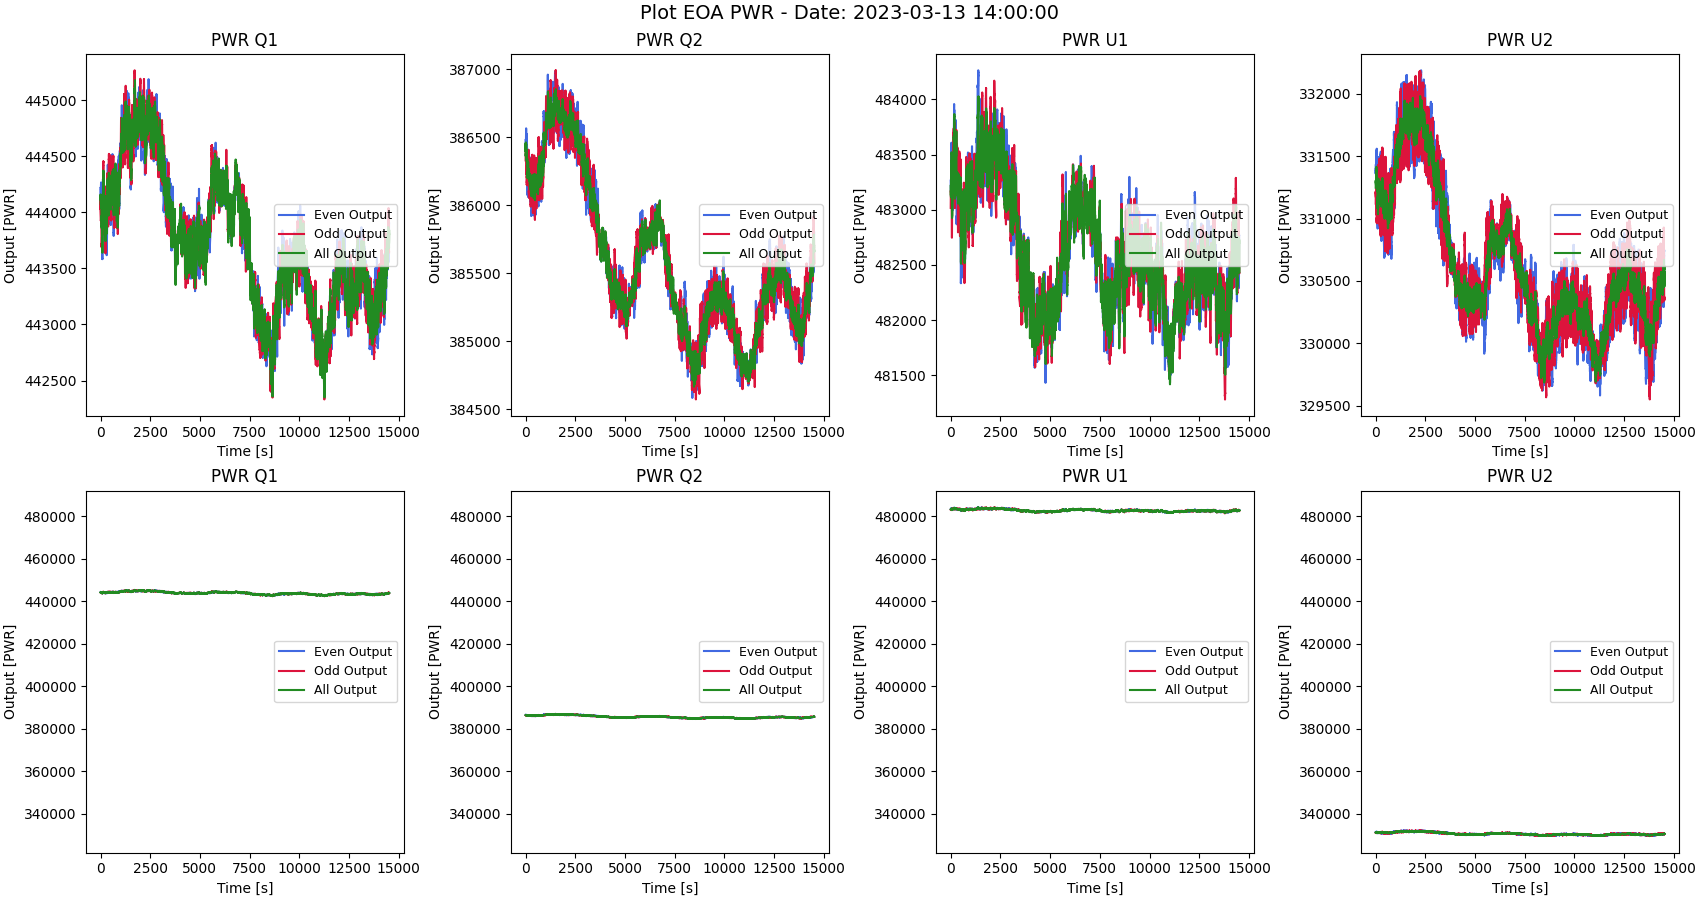 Plot EOA PWR - Date: 2023-03-13 14:00:00
PWR Q1
Output [PWR]
445000
444500
444000
443500
443000
442500
Even Output
Odd Output
All Output
0 2500 5000 7500 10000 12500 15000
Time [s]
PWR Q2
Output [PWR]
387000
386500
386000
385500
385000
384500
Even Output
Odd Output
All Output
0 2500 5000 7500 10000 12500 15000
Time [s]
PWR U1
Output [PWR]
484000
483500
483000
482500
482000
481500
Even Output
Odd Output
All Output
0 2500 5000 7500 10000 12500 15000
Time [s]
PWR U2
Output [PWR]
332000
331500
331000
330500
330000
329500
Even Output
Odd Output
All Output
0 2500 5000 7500 10000 12500 15000
Time [s]
PWR Q1
Output [PWR]
480000
460000
440000
420000
400000
380000
360000
340000
Even Output
Odd Output
All Output
0 2500 5000 7500 10000 12500 15000
Time [s]
PWR Q2
Output [PWR]
480000
460000
440000
420000
400000
380000
360000
340000
Even Output
Odd Output
All Output
0 2500 5000 7500 10000 12500 15000
Time [s]
PWR U1
Output [PWR]
480000
460000
440000
420000
400000
380000
360000
340000
Even Output
Odd Output
All Output
0 2500 5000 7500 10000 12500 15000
Time [s]
PWR U2
Output [PWR]
480000
460000
440000
420000
400000
380000
360000
340000
Even Output
Odd Output
All Output
0 2500 5000 7500 10000 12500 15000
Time [s]